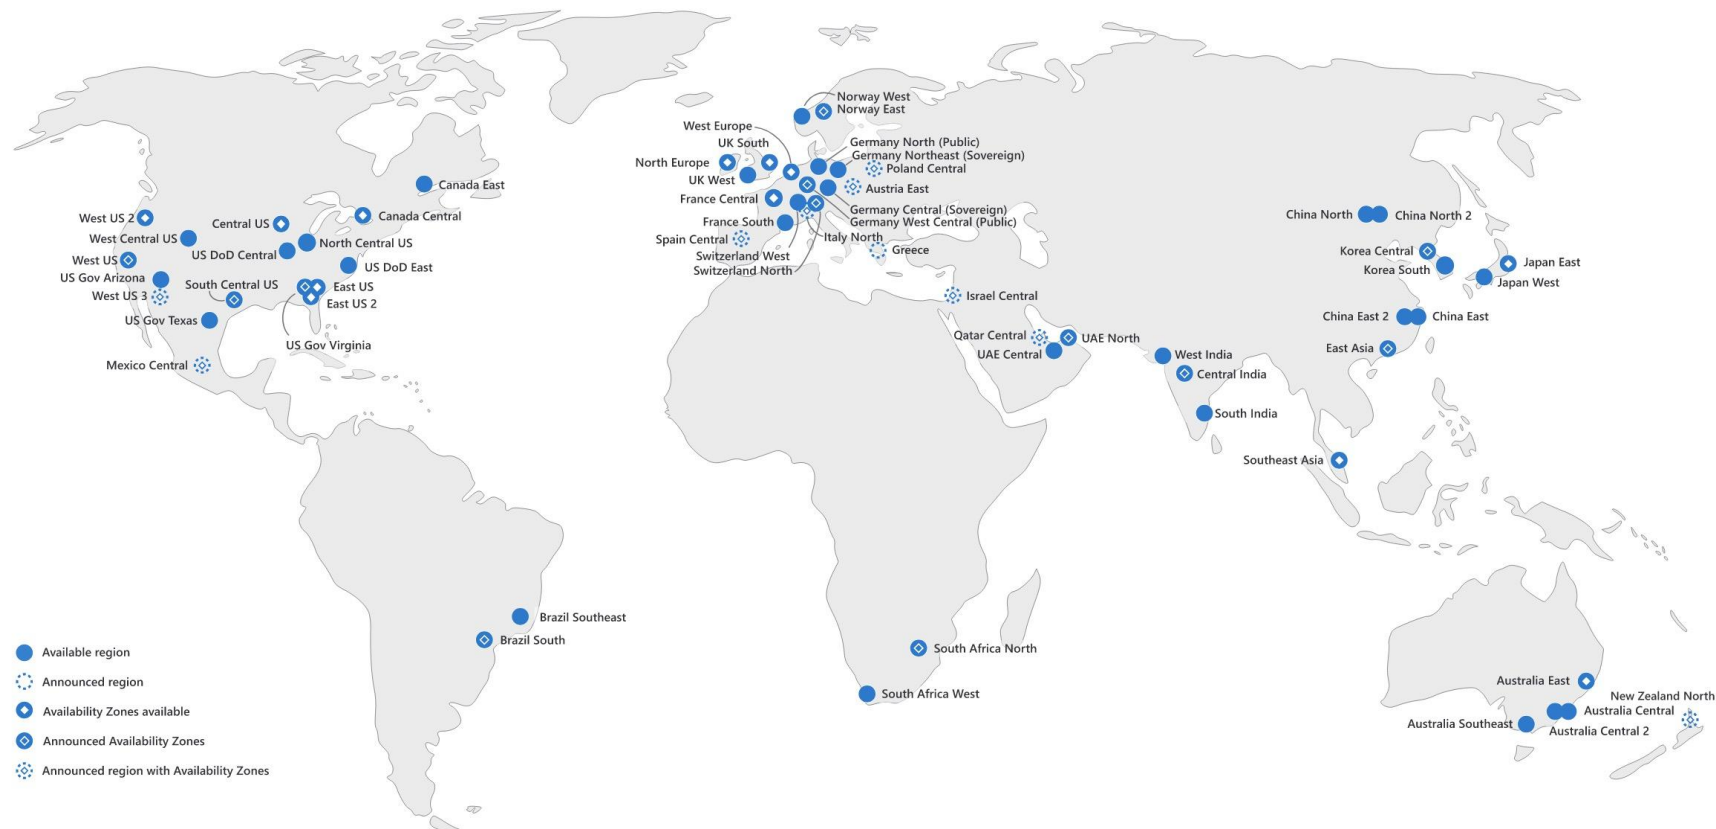 Norway West
Norway East
West Europe
UK South
Germany North (Public)
Germany Northeast (Sovereign)
North Europe
Poland Central
UK West
Canada East
Austria East
France Central
Germany Central (Sovereign)
West US 2
Central US
Canada Central
China North
China North 2
France South
Germany West Central (Public)
West Central US
North Central US
Spain Central
Italy North
US DoD Central
Greece
Korea Central
Switzerland West
West US
US DoD East
Switzerland North
Korea South
Japan East
US Gov Arizona
South Central US
East US
Japan West
West US 3
East US 2
Israel Central
US Gov Texas
China East 2
China East
US Gov Virginia
Qatar Central
UAE North
East Asia
UAE Central
West India
Mexico Central
Central India
South India
Southeast Asia
Brazil Southeast
Brazil South
South Africa North
South Africa West
Australia East
New Zealand North
Australia Central
Australia Southeast
Australia Central 2
Available region
Announced region
Availability Zones available
Announced Availability Zones
Announced region with Availability Zones